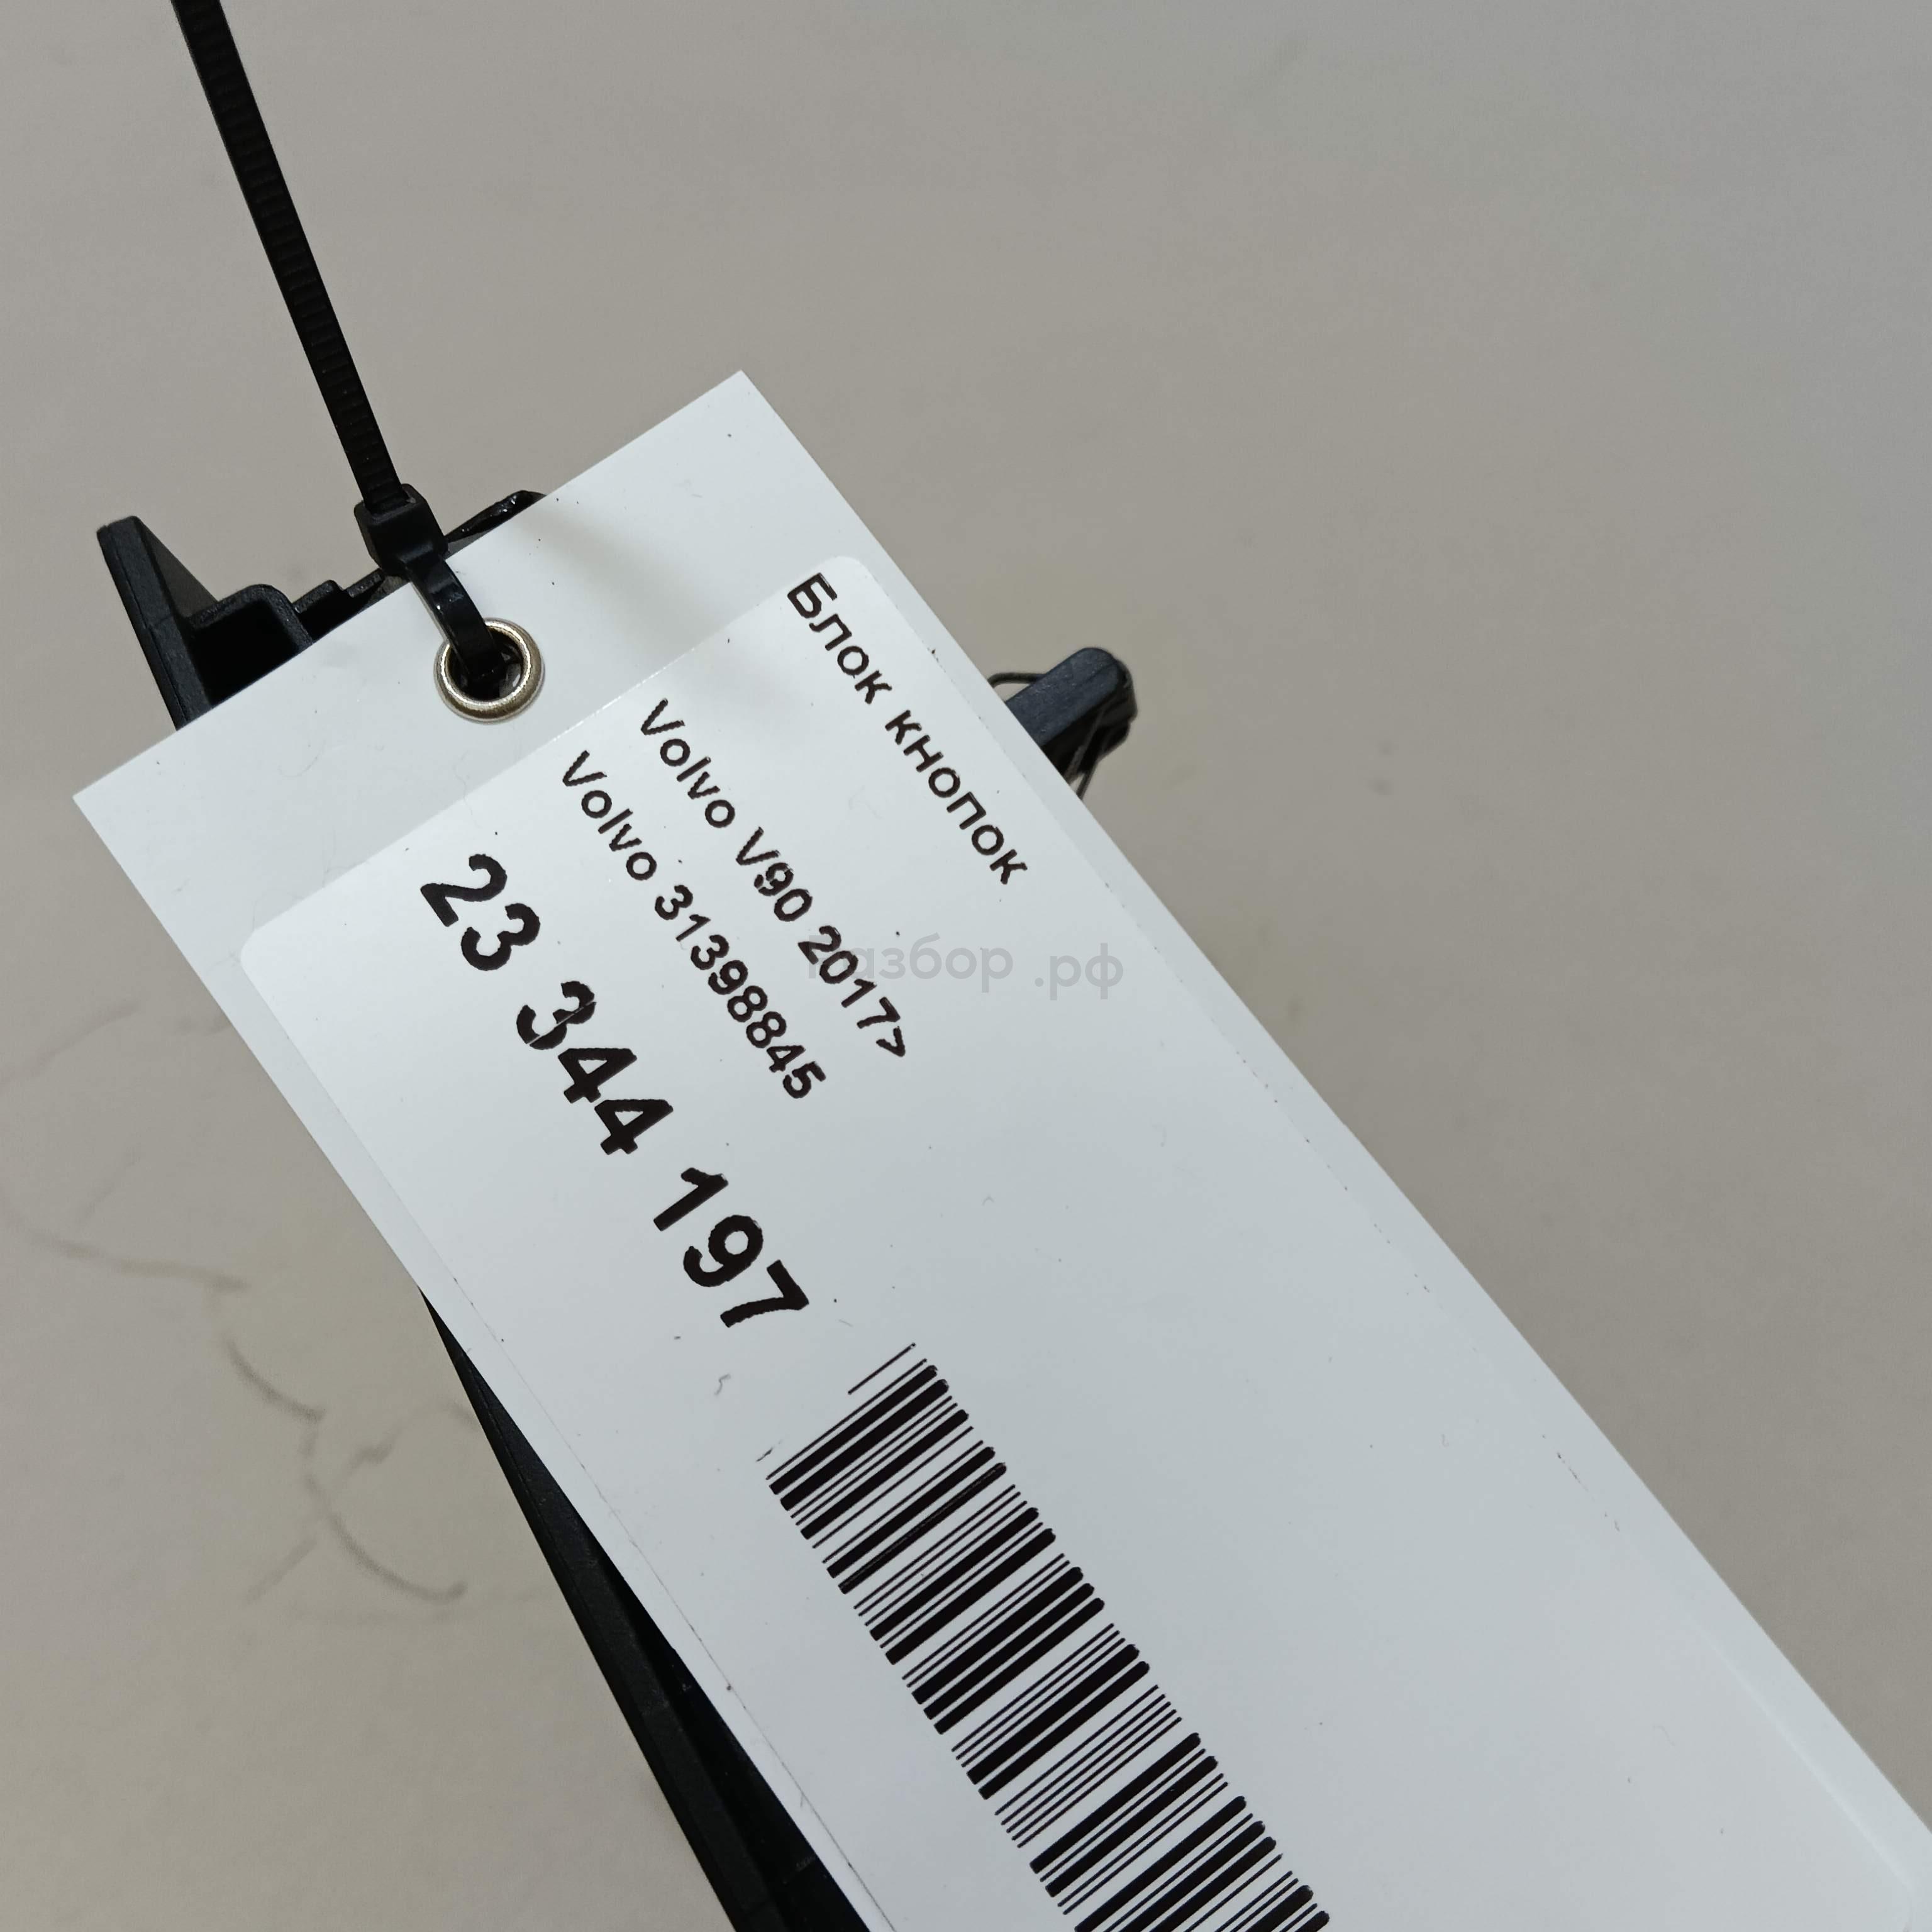 Блок кнопок
Volvo V90 2017>
Volvo 31398845
23 344 197
Разбор.рф